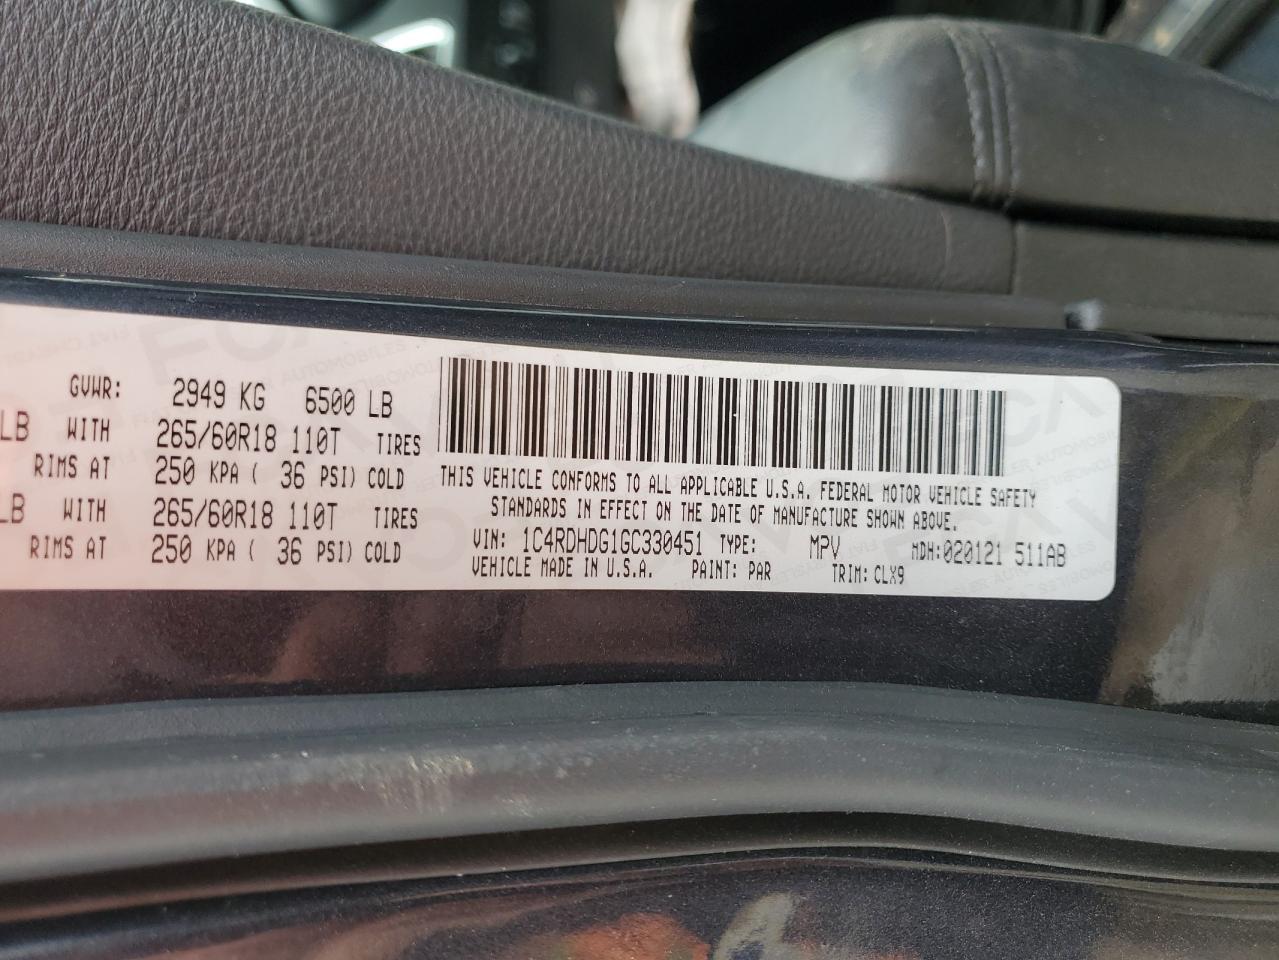 GVWR: 2949 KG 6500 LB
LB WITH 265/60R18 110T TIRES
RIMS AT 250 KPA ( 36 PSI) COLD
LB WITH 265/60R18 110T TIRES
RIMS AT 250 KPA ( 36 PSI) COLD
THIS VEHICLE CONFORMS TO ALL APPLICABLE U.S.A. FEDERAL MOTOR VEHICLE SAFETY
STANDARDS IN EFFECT ON THE DATE OF MANUFACTURE SHOWN ABOVE.
VIN: 1C4RDHDG1GC330451 TYPE: MPV MDH:020121 511AB
VEHICLE MADE IN U.S.A. PAINT: PAR TRIM: CLX9